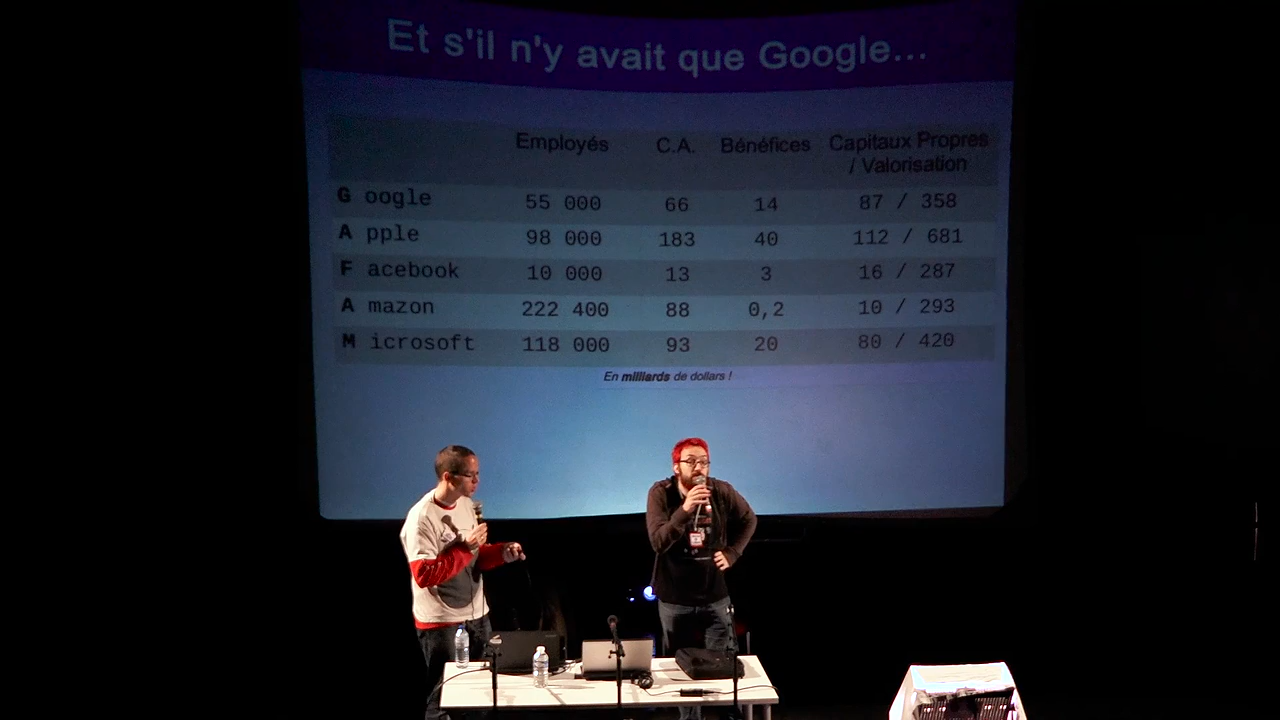 Et s'il n'y avait que Google...
Employés C.A. Bénéfices Capitaux Propres / Valorisation
G oogle 55 000 66 14 87 / 358
A pple 98 000 183 40 112 / 681
F acebook 10 000 13 3 16 / 287
A mazon 222 400 88 0,2 10 / 293
M icrosoft 118 000 93 20 80 / 420
En milliards de dollars !